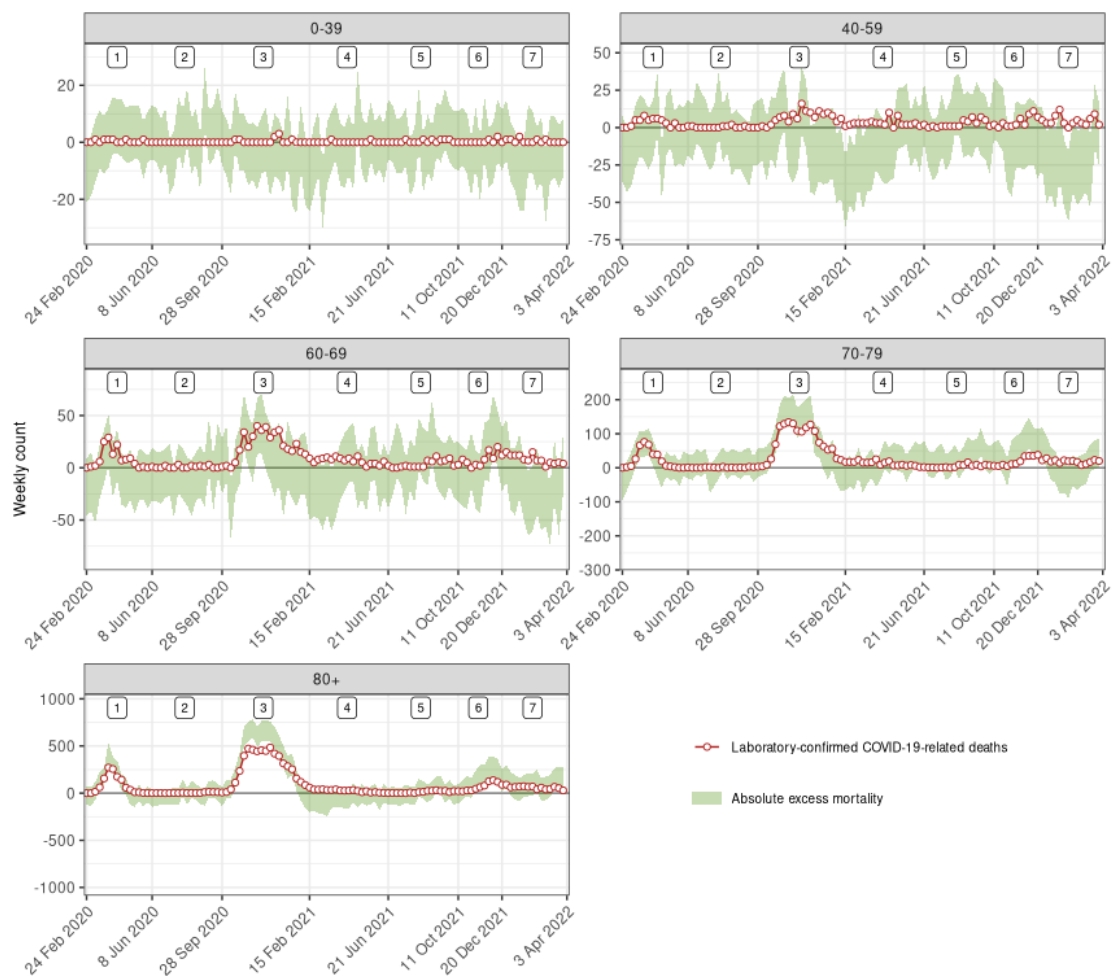 0-39
40-59
1 2 3 4 5 6 7
1 2 3 4 5 6 7
20
0
-20
50
25
0
-25
-50
-75
24 Feb 2020 8 Jun 2020 28 Sep 2020 15 Feb 2021 21 Jun 2021 11 Oct 2021 20 Dec 2021 3 Apr 2022
24 Feb 2020 8 Jun 2020 28 Sep 2020 15 Feb 2021 21 Jun 2021 11 Oct 2021 20 Dec 2021 3 Apr 2022
Weekly count
60-69
70-79
1 2 3 4 5 6 7
1 2 3 4 5 6 7
50
0
-50
200
100
0
-100
-200
-300
24 Feb 2020 8 Jun 2020 28 Sep 2020 15 Feb 2021 21 Jun 2021 11 Oct 2021 20 Dec 2021 3 Apr 2022
24 Feb 2020 8 Jun 2020 28 Sep 2020 15 Feb 2021 21 Jun 2021 11 Oct 2021 20 Dec 2021 3 Apr 2022
80+
1 2 3 4 5 6 7
1000
500
0
-500
-1000
24 Feb 2020 8 Jun 2020 28 Sep 2020 15 Feb 2021 21 Jun 2021 11 Oct 2021 20 Dec 2021 3 Apr 2022
Laboratory-confirmed COVID-19-related deaths
Absolute excess mortality